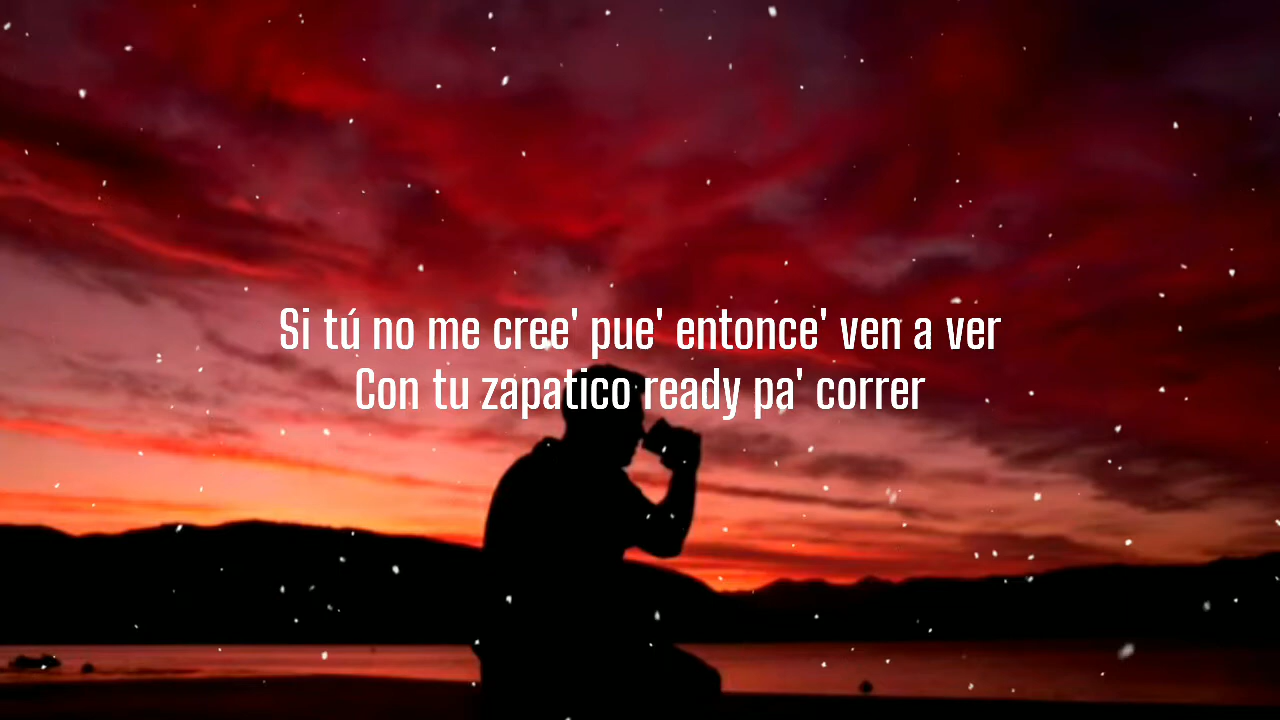 Si tú no me cree' pue' entonce' ven a ver
Con tu zapatico ready pa' correr